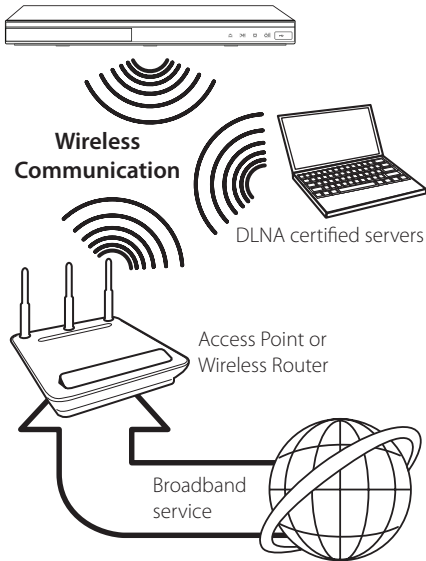 Wireless
Communication
DLNA certified servers
Access Point or
Wireless Router
Broadband
service